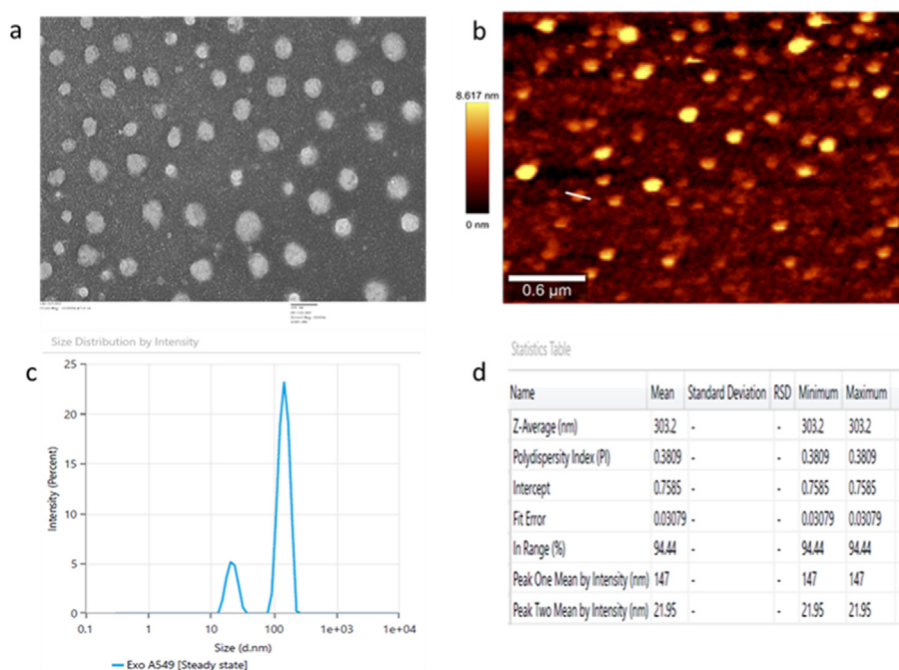 a
b
8.617 nm
0 nm
0.6 µm
Size Distribution by Intensity
c
25
20
15
10
5
0
Intensity (Percent)
0.1 1 10 100 1e+03 1e+04
Size (d.nm)
Exo A549 [Steady state]
Statistics Table
d
Name Mean Standard Deviation RSD Minimum Maximum
Z-Average (nm) 303.2 - - 303.2 303.2
Polydispersity Index (PI) 0.3809 - - 0.3809 0.3809
Intercept 0.7585 - - 0.7585 0.7585
Fit Error 0.03079 - - 0.03079 0.03079
In Range (%) 94.44 - - 94.44 94.44
Peak One Mean by Intensity (nm) 147 - - 147 147
Peak Two Mean by Intensity (nm) 21.95 - - 21.95 21.95